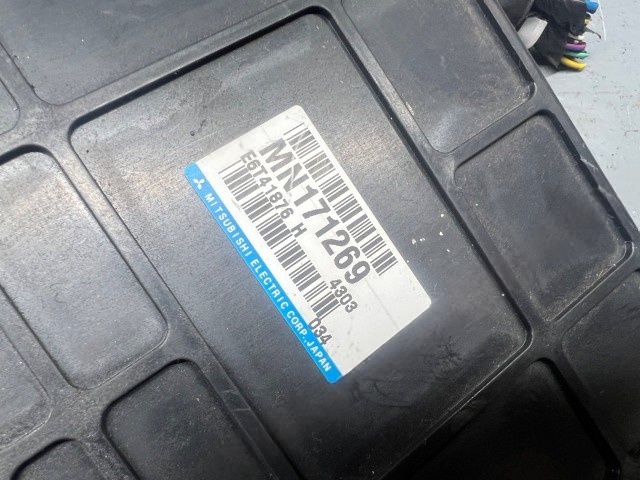 MN171269
E6T41876 H 4303
034
MITSUBISHI ELECTRIC CORP., JAPAN